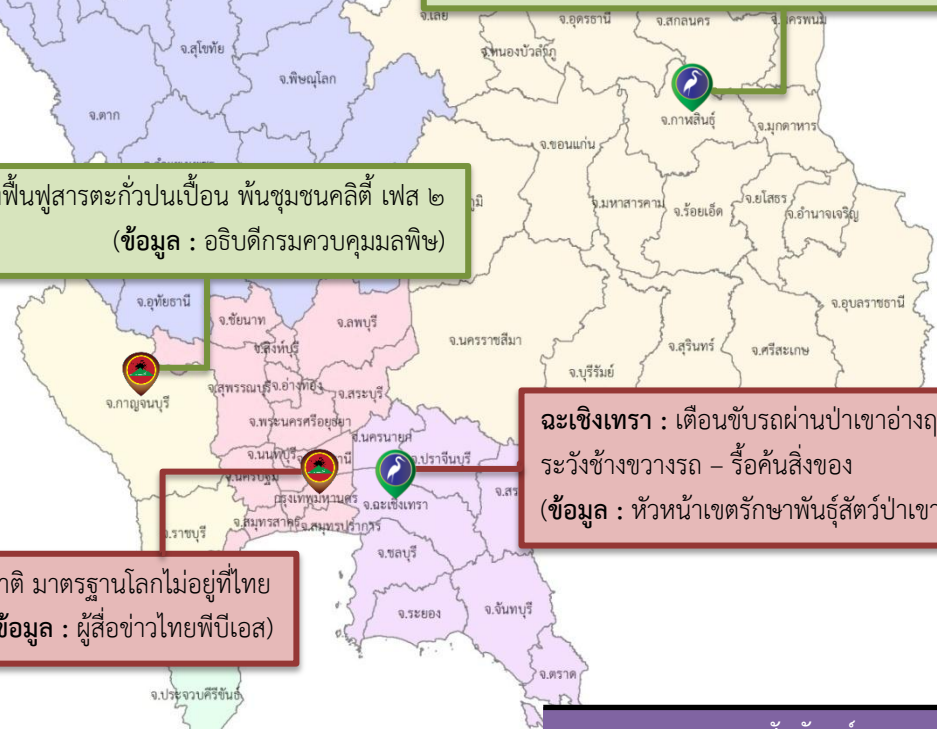 จ.เลย
จ.อุดรธานี
จ.สกลนคร
จ.สุโขทัย
จ.หนองบัวลำภู
จ.พิษณุโลก
จ.ตาก
จ.กาฬสินธุ์
จ.มุกดาหาร
จ.ขอนแก่น
ฟื้นฟูสารตะกั่วปนเปื้อน พ้นชุมชนคลิตี้ เฟส ๒
(ข้อมูล : อธิบดีกรมควบคุมมลพิษ)
จ.มหาสารคาม
จ.ร้อยเอ็ด
จ.ยโสธร
จ.อำนาจเจริญ
จ.อุทัยธานี
จ.ชัยนาท
จ.ลพบุรี
จ.อุบลราชธานี
จ.สิงห์บุรี
จ.นครราชสีมา
จ.สุรินทร์
จ.ศรีสะเกษ
จ.บุรีรัมย์
จ.กาญจนบุรี
จ.สุพรรณบุรี
จ.อ่างทอง
จ.สระบุรี
จ.พระนครศรีอยุธยา
จ.นครนายก
จ.นนทบุรี
จ.ปราจีนบุรี
จ.นครปฐม
กรุงเทพมหานคร
จ.ฉะเชิงเทรา
ฉะเชิงเทรา : เตือนขับรถผ่านป่าเขาอ่างฤ
ระวังช้างขวางรถ – รื้อค้นสิ่งของ
(ข้อมูล : หัวหน้าเขตรักษาพันธุ์สัตว์ป่าเขา
จ.ราชบุรี
จ.สมุทรสาคร
จ.สมุทรปราการ
จ.ชลบุรี
มาตรฐานโลกไม่อยู่ที่ไทย
ข้อมูล : ผู้สื่อข่าวไทยพีบีเอส)
จ.ระยอง
จ.จันทบุรี
จ.ตราด
จ.ประจวบคีรีขันธ์